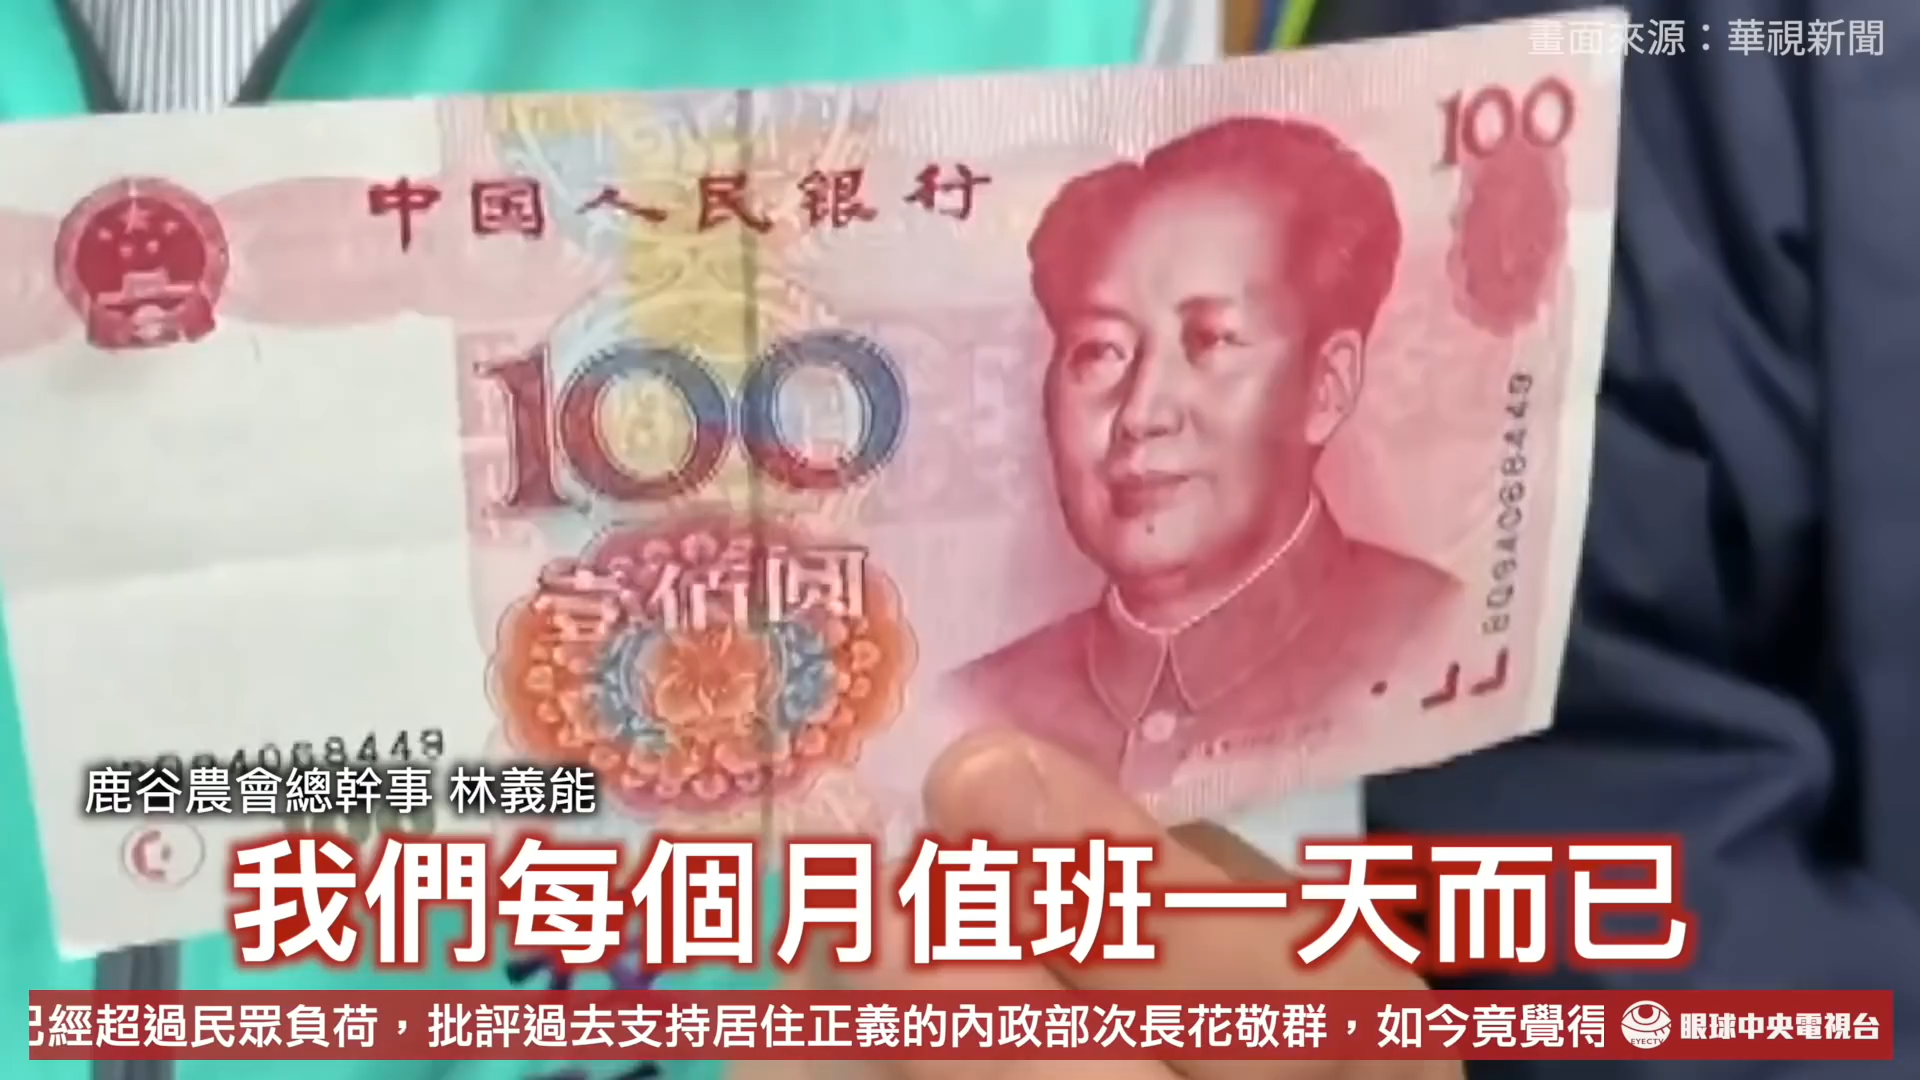 畫面來源：華視新聞
100
中国人民银行
100
壹佰圆
8Q94068449
鹿谷農會總幹事 林義能
我們每個月值班一天而已
已經超過民眾負荷，批評過去支持居住正義的內政部次長花敬群，如今竟覺得
EYECTV
眼球中央電視台